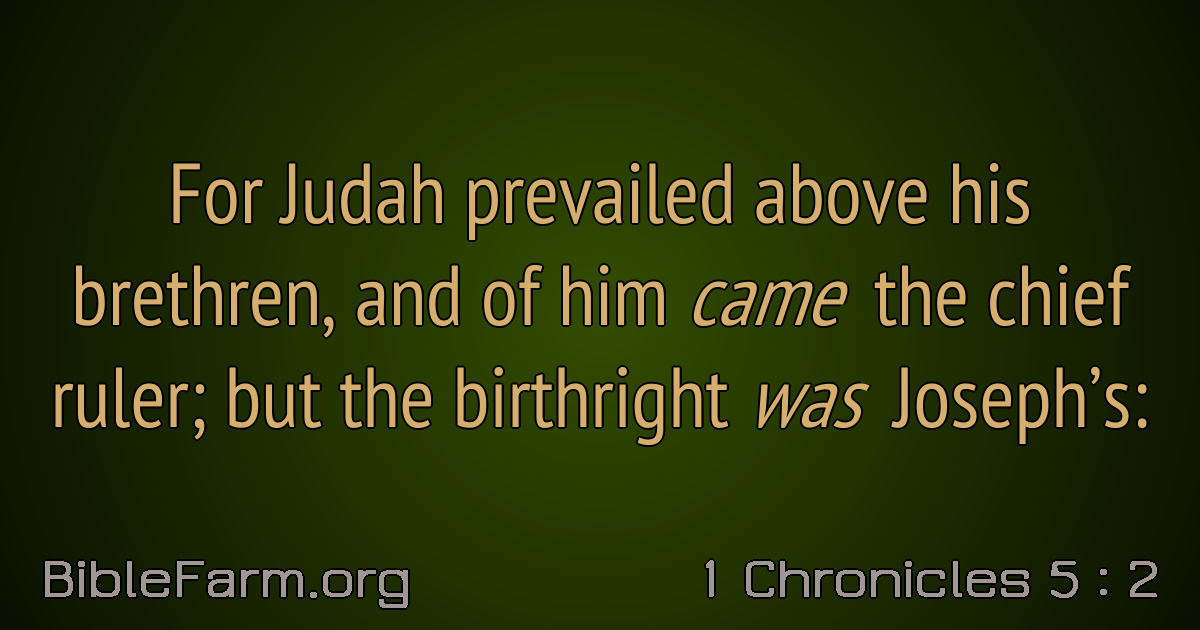 For Judah prevailed above his
brethren, and of him came the chief
ruler; but the birthright was Joseph’s:
BibleFarm.org
1 Chronicles 5 : 2